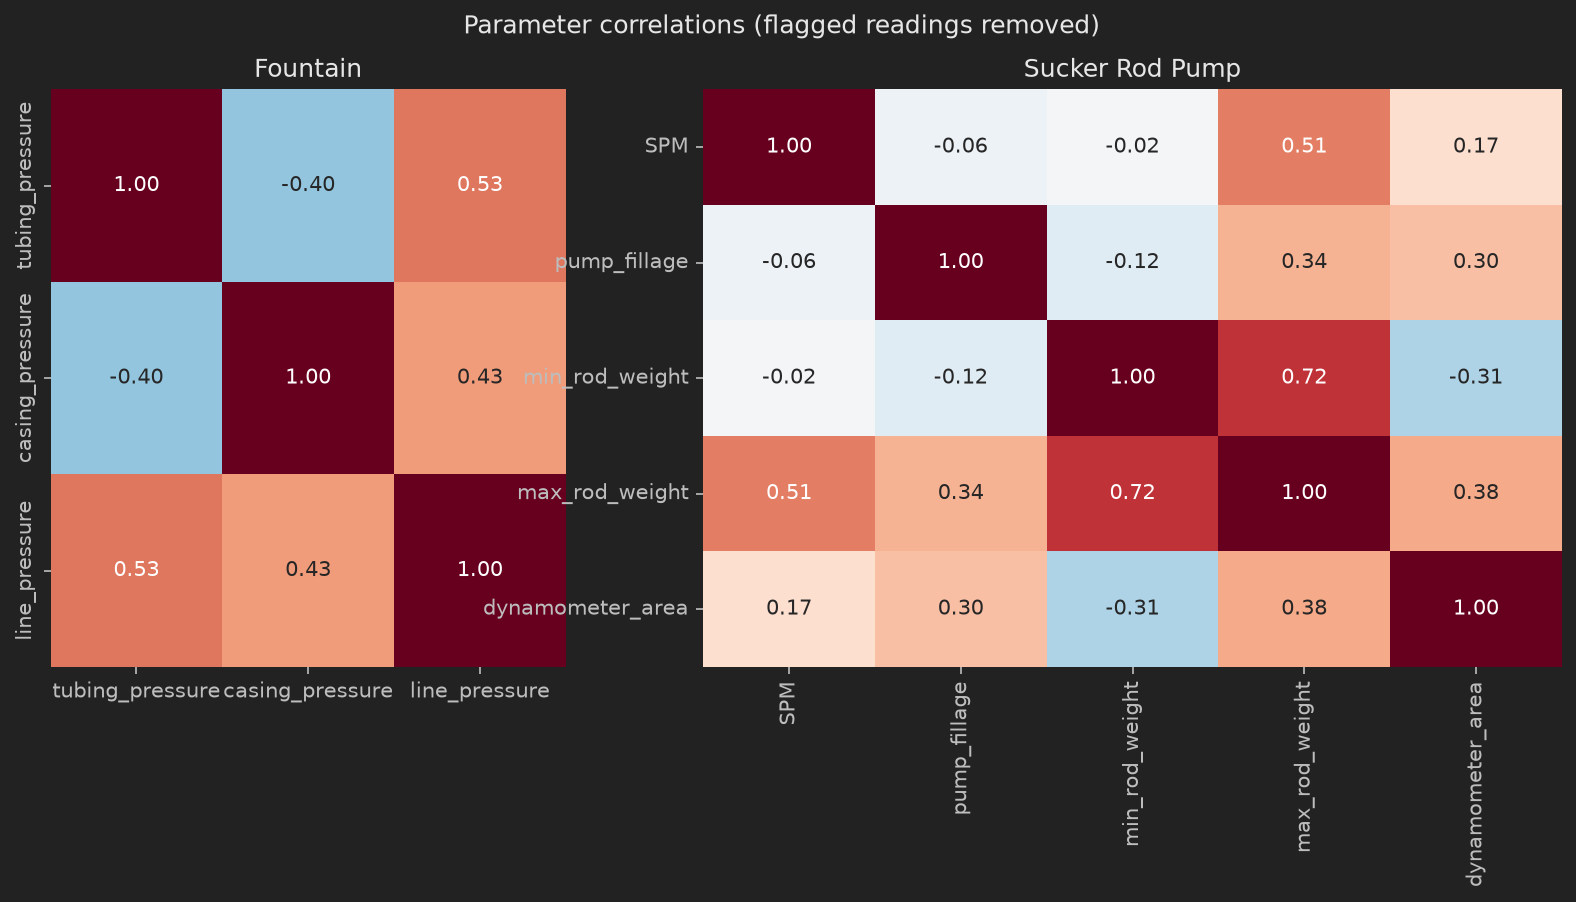 Parameter correlations (flagged readings removed)
Fountain
tubing_pressure 1.00 -0.40 0.53
casing_pressure -0.40 1.00 0.43
line_pressure 0.53 0.43 1.00
tubing_pressure casing_pressure line_pressure
Sucker Rod Pump
SPM 1.00 -0.06 -0.02 0.51 0.17
pump_fillage -0.06 1.00 -0.12 0.34 0.30
min_rod_weight -0.02 -0.12 1.00 0.72 -0.31
max_rod_weight 0.51 0.34 0.72 1.00 0.38
dynamometer_area 0.17 0.30 -0.31 0.38 1.00
SPM pump_fillage min_rod_weight max_rod_weight dynamometer_area